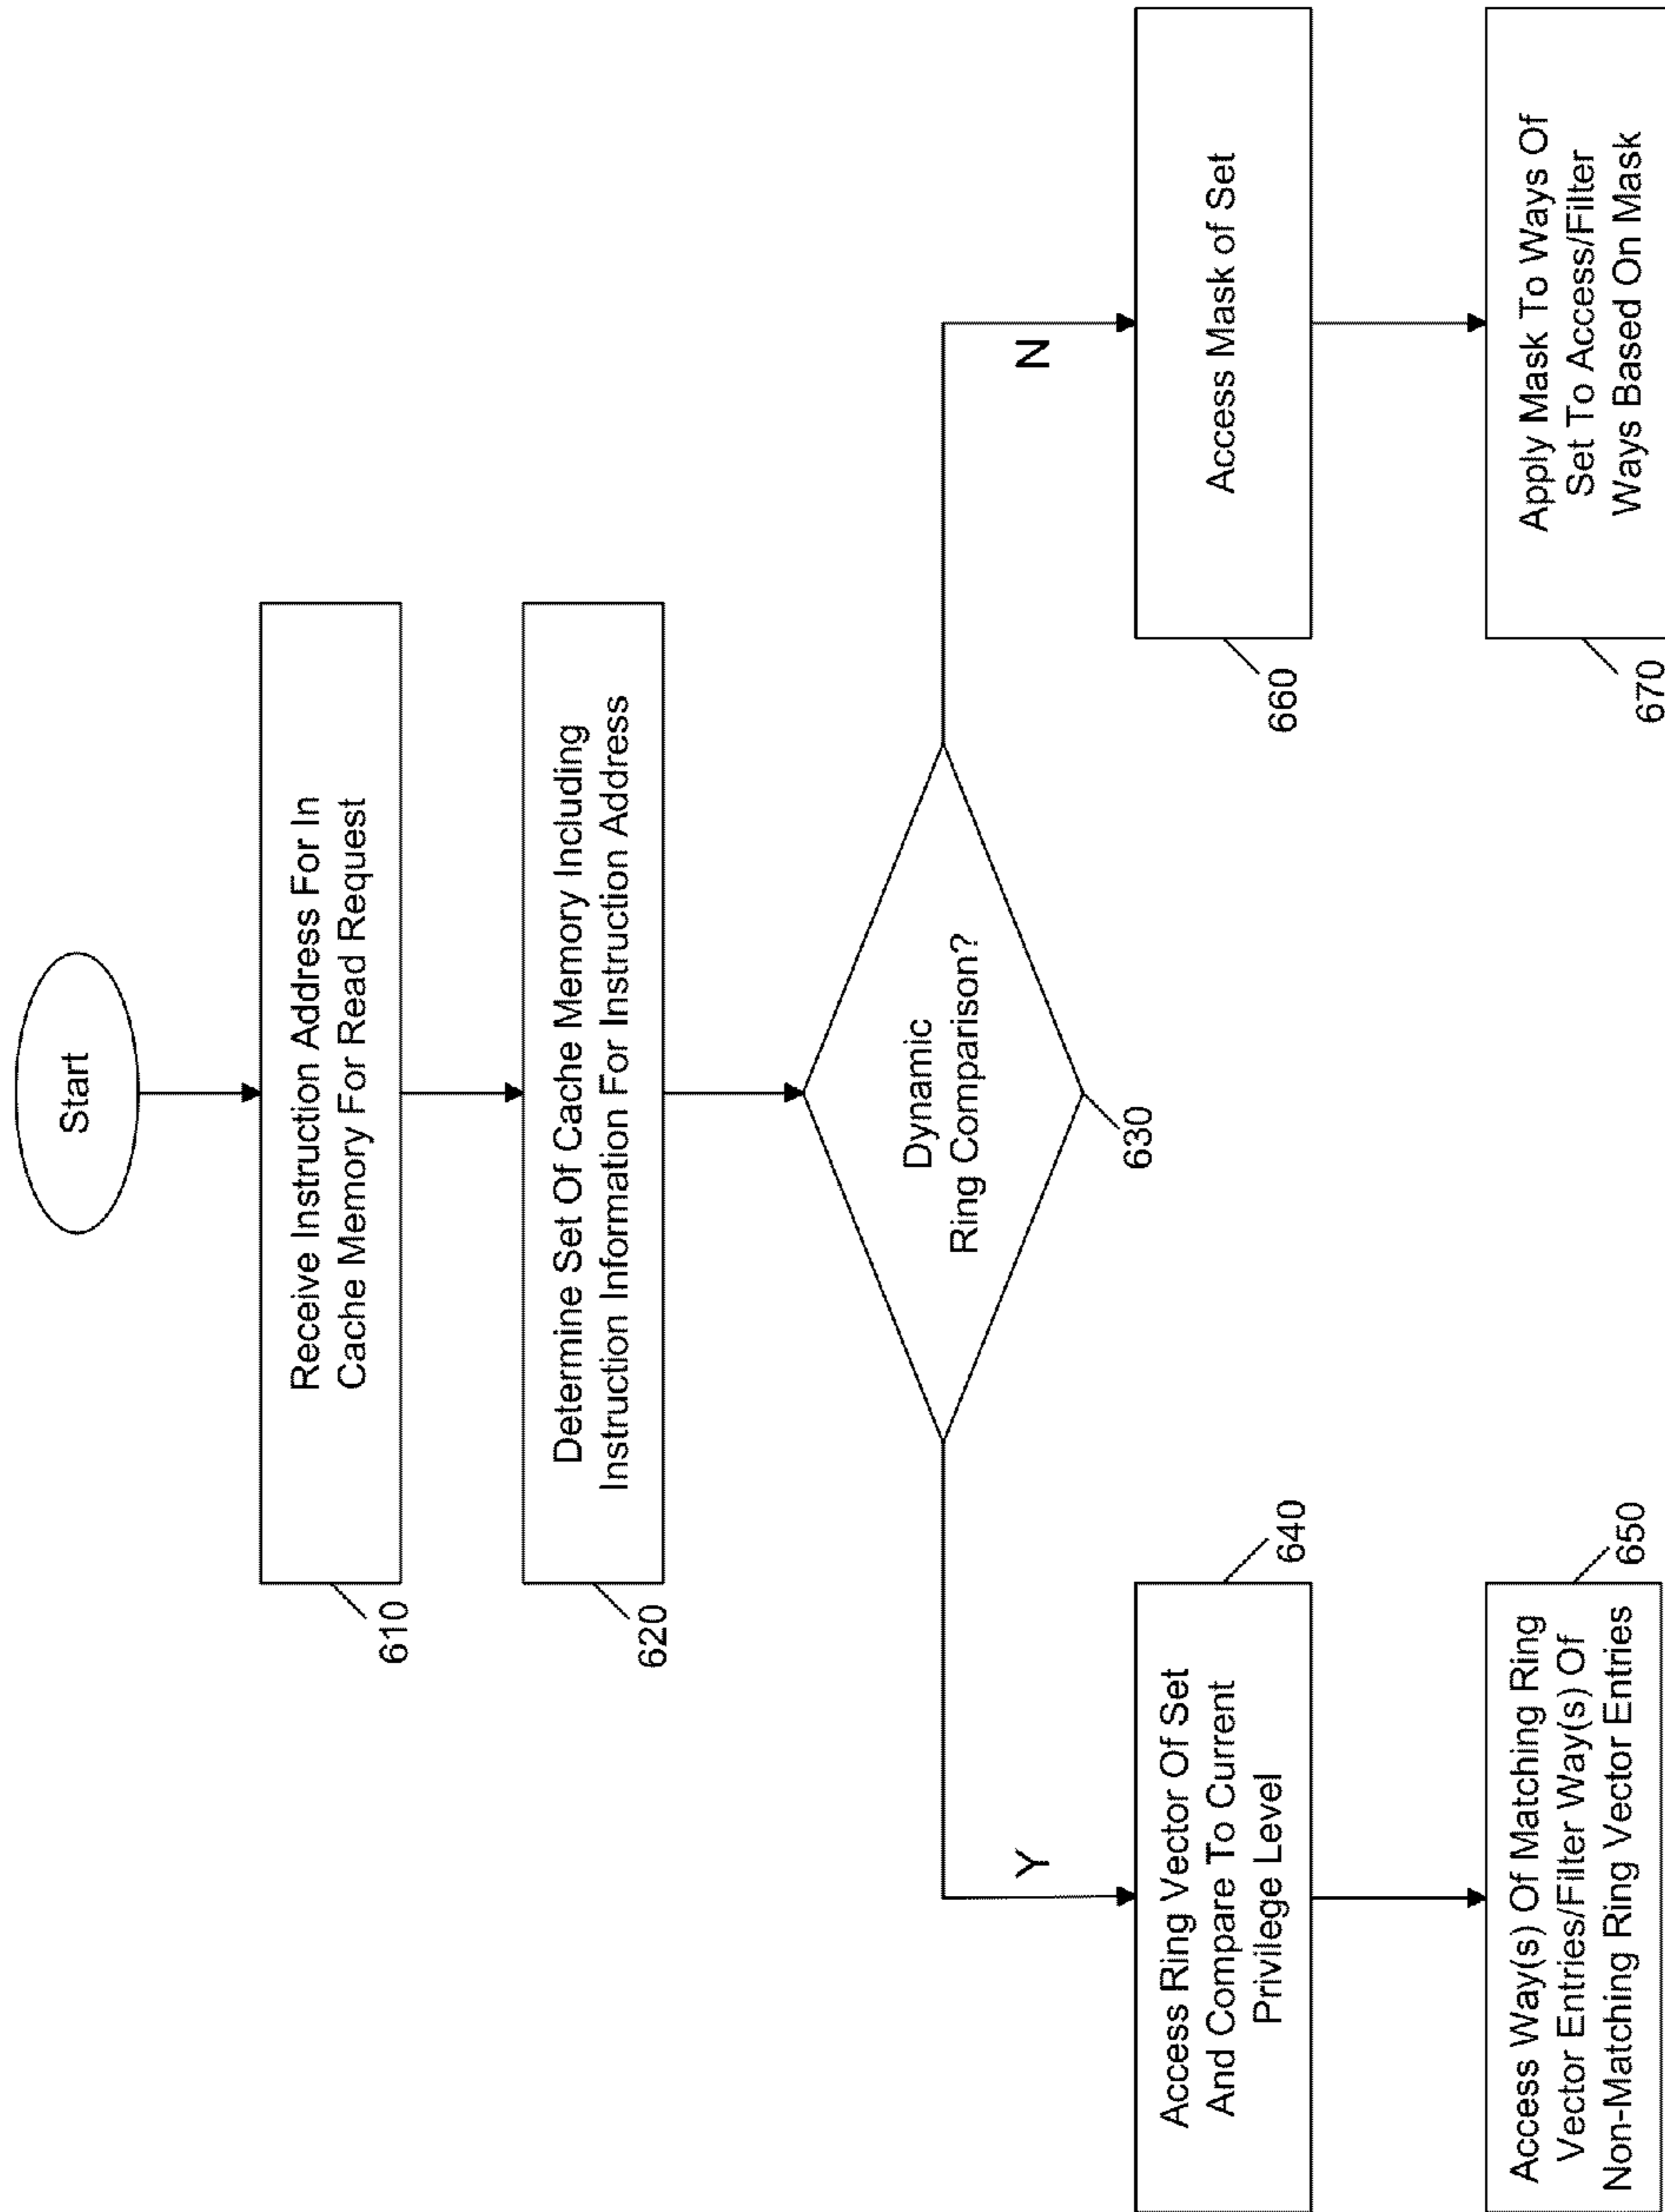 Start
Receive Instruction Address For In
Cache Memory For Read Request
610
Determine Set Of Cache Memory Including
Instruction Information For Instruction Address
620
Dynamic
Ring Comparison?
630
Y
N
Access Ring Vector Of Set
And Compare To Current
Privilege Level
640
Access Way(s) Of Matching Ring
Vector Entries/Filter Way(s) Of
Non-Matching Ring Vector Entries
650
Access Mask of Set
660
Apply Mask To Ways Of
Set To Access/Filter
Ways Based On Mask
670